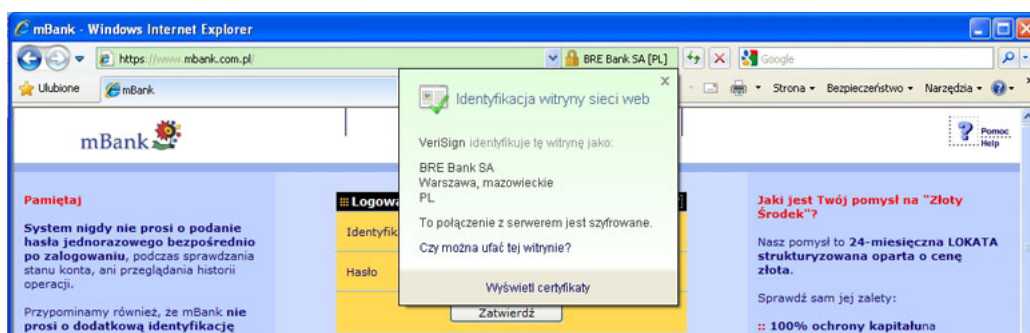 mBank - Windows Internet Explorer
https://www.mbank.com.pl/
BRE Bank SA [PL]
Google
Ulubione
mBank
Strona
Bezpieczeństwo
Narzędzia
mBank
Pomoc
Help
Pamiętaj
System nigdy nie prosi o podanie
hasła jednorazowego bezpośrednio
po zalogowaniu, podczas sprawdzania
stanu konta, ani przeglądania historii
operacji.
Przypominamy również, że mBank nie
prosi o dodatkową identyfikację
Logowa
Identyfik
Hasło
Zatwierdź
Identyfikacja witryny sieci web
VeriSign identyfikuje tę witrynę jako:
BRE Bank SA
Warszawa, mazowieckie
PL
To połączenie z serwerem jest szyfrowane.
Czy można ufać tej witrynie?
Wyświetl certyfikaty
Jaki jest Twój pomysł na "Złoty
Środek"?
Nasz pomysł to 24-miesięczna LOKATA
strukturyzowana oparta o cenę
złota.
Sprawdź sam jej zalety:
:: 100% ochrony kapitałuna